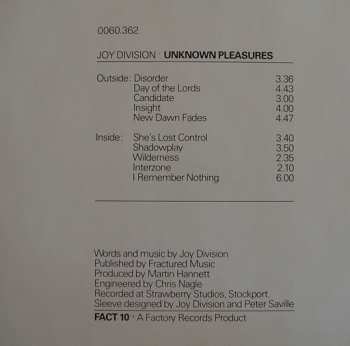 0060.362
JOY DIVISION · UNKNOWN PLEASURES
Outside: Disorder 3.36
Day of the Lords 4.43
Candidate 3.00
Insight 4.00
New Dawn Fades 4.47
Inside: She's Lost Control 3.40
Shadowplay 3.50
Wilderness 2.35
Interzone 2.10
I Remember Nothing 6.00
Words and music by Joy Division
Published by Fractured Music
Produced by Martin Hannett
Engineered by Chris Nagle
Recorded at Strawberry Studios, Stockport
Sleeve designed by Joy Division and Peter Saville
FACT 10 · A Factory Records Product